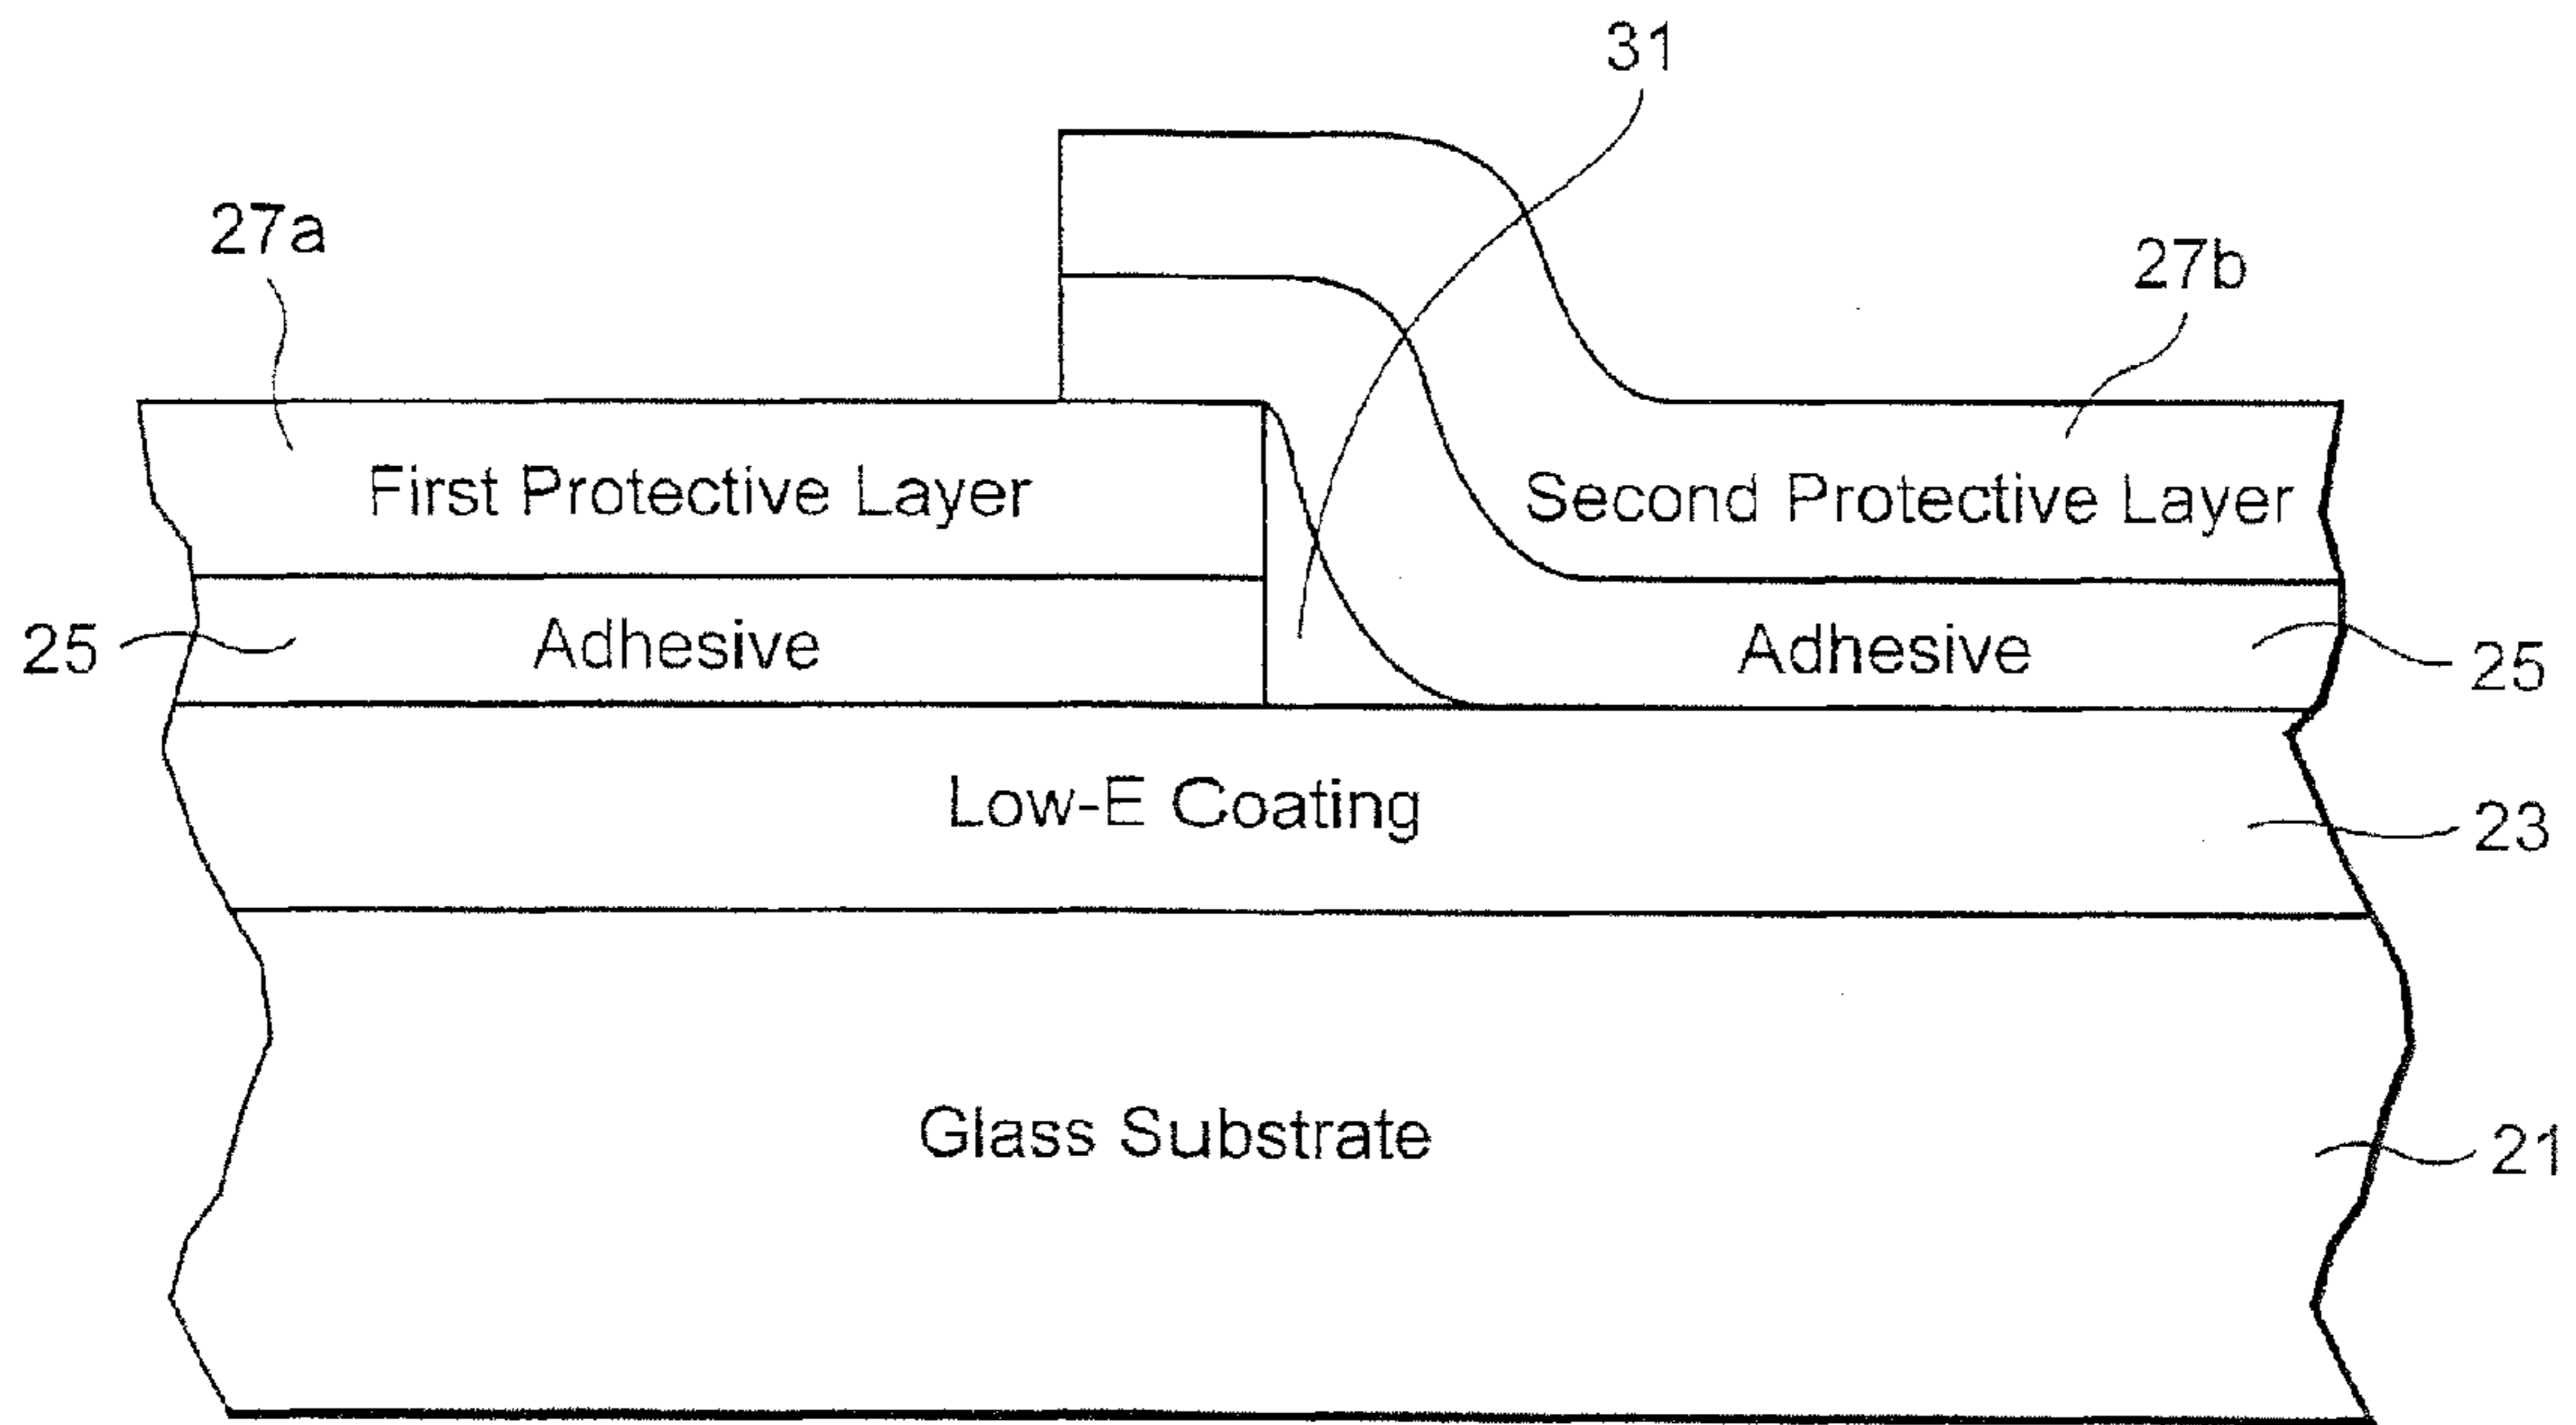 31
27a
27b
First Protective Layer
Second Protective Layer
25
Adhesive
Adhesive
25
Low-E Coating
23
Glass Substrate
21